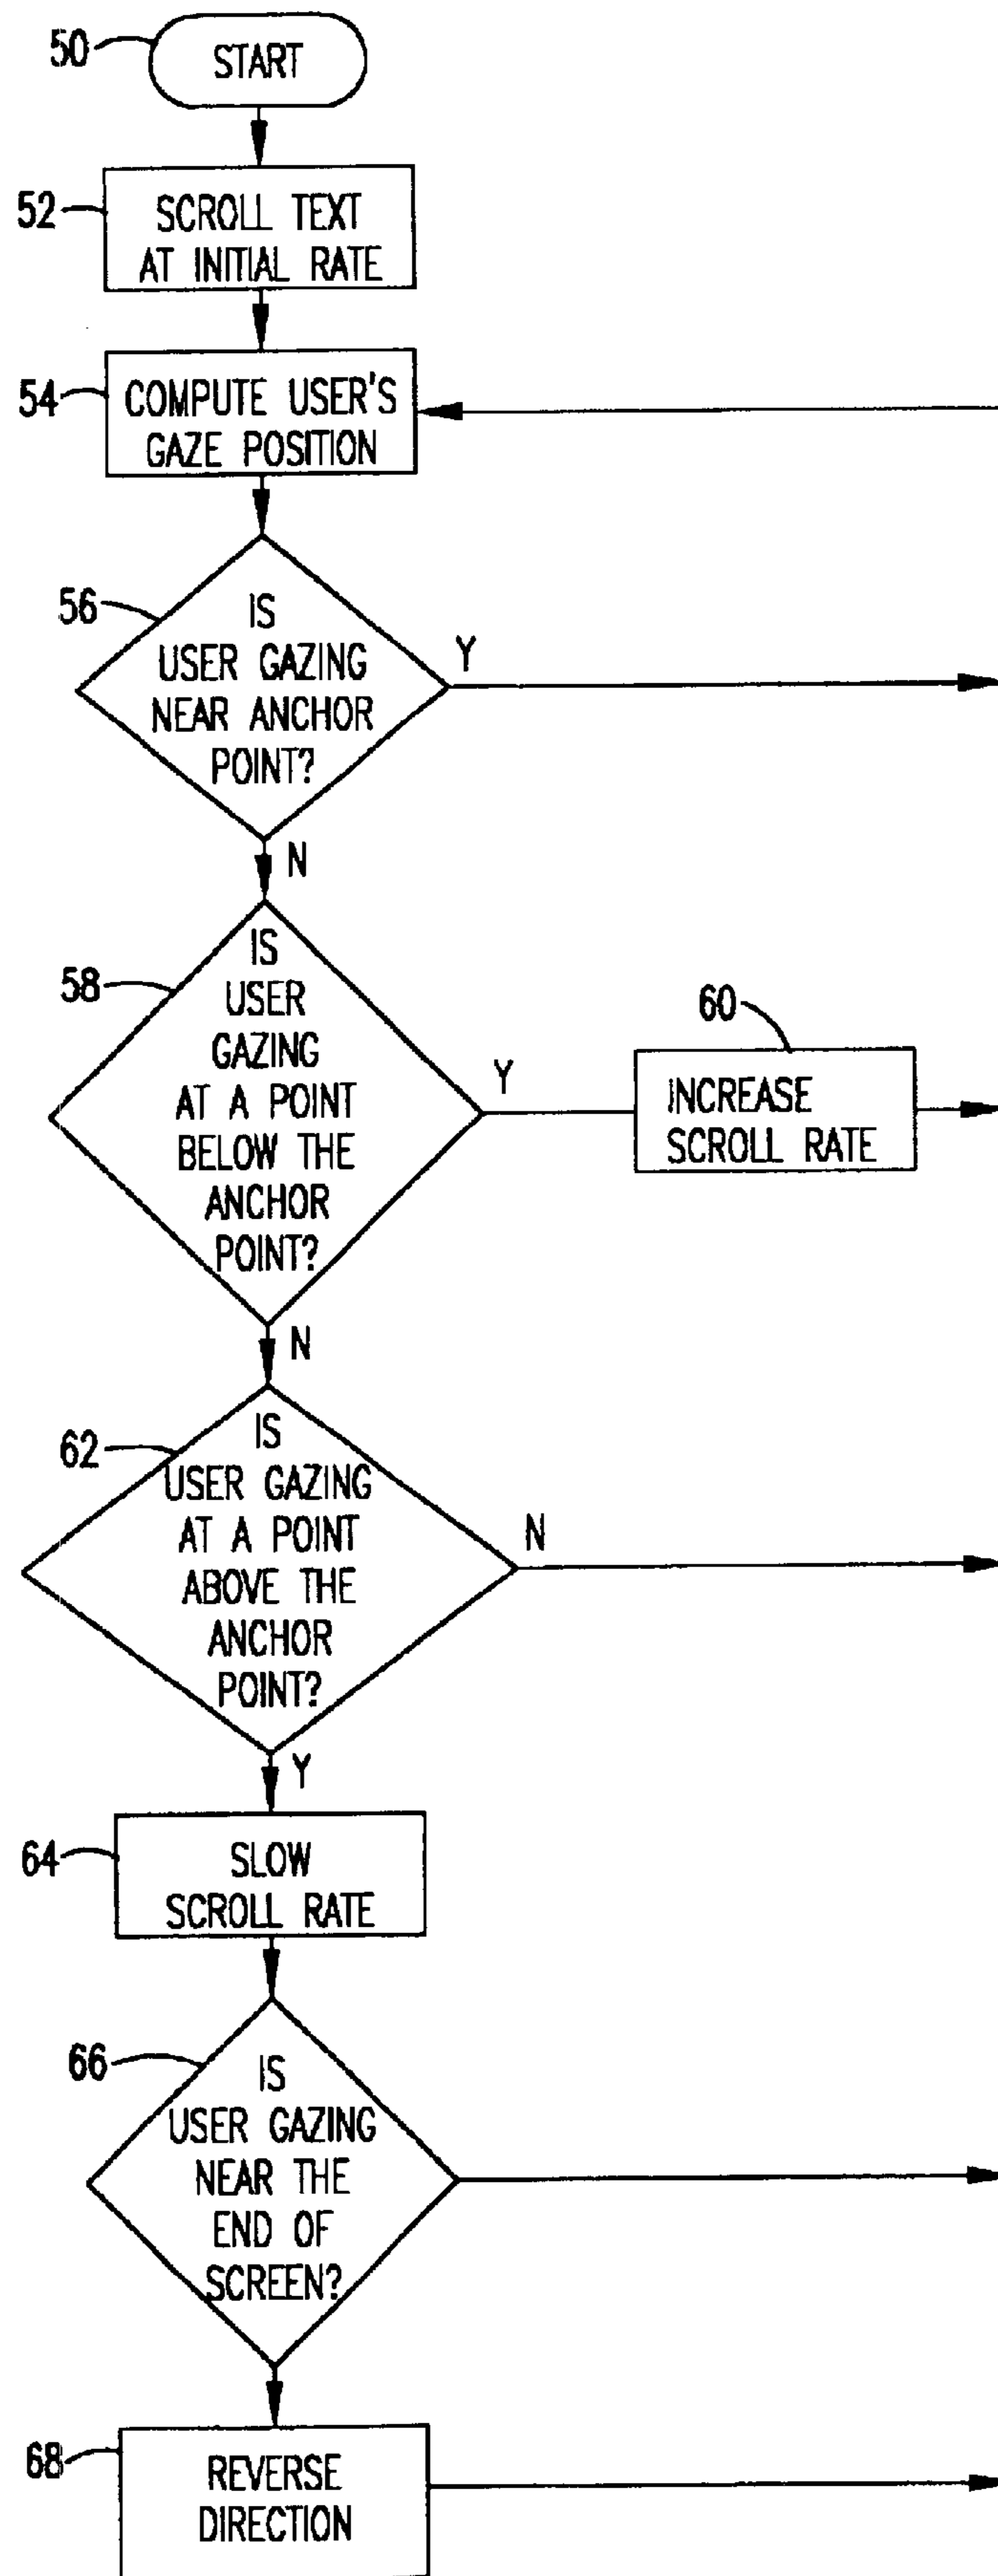 50
START
52
SCROLL TEXT
AT INITIAL RATE
54
COMPUTE USER'S
GAZE POSITION
56
IS
USER GAZING
NEAR ANCHOR
POINT?
Y
N
58
IS
USER
GAZING
AT A POINT
BELOW THE
ANCHOR
POINT?
Y
60
INCREASE
SCROLL RATE
N
62
IS
USER GAZING
AT A POINT
ABOVE THE
ANCHOR
POINT?
N
Y
64
SLOW
SCROLL RATE
66
IS
USER GAZING
NEAR THE
END OF
SCREEN?
68
REVERSE
DIRECTION